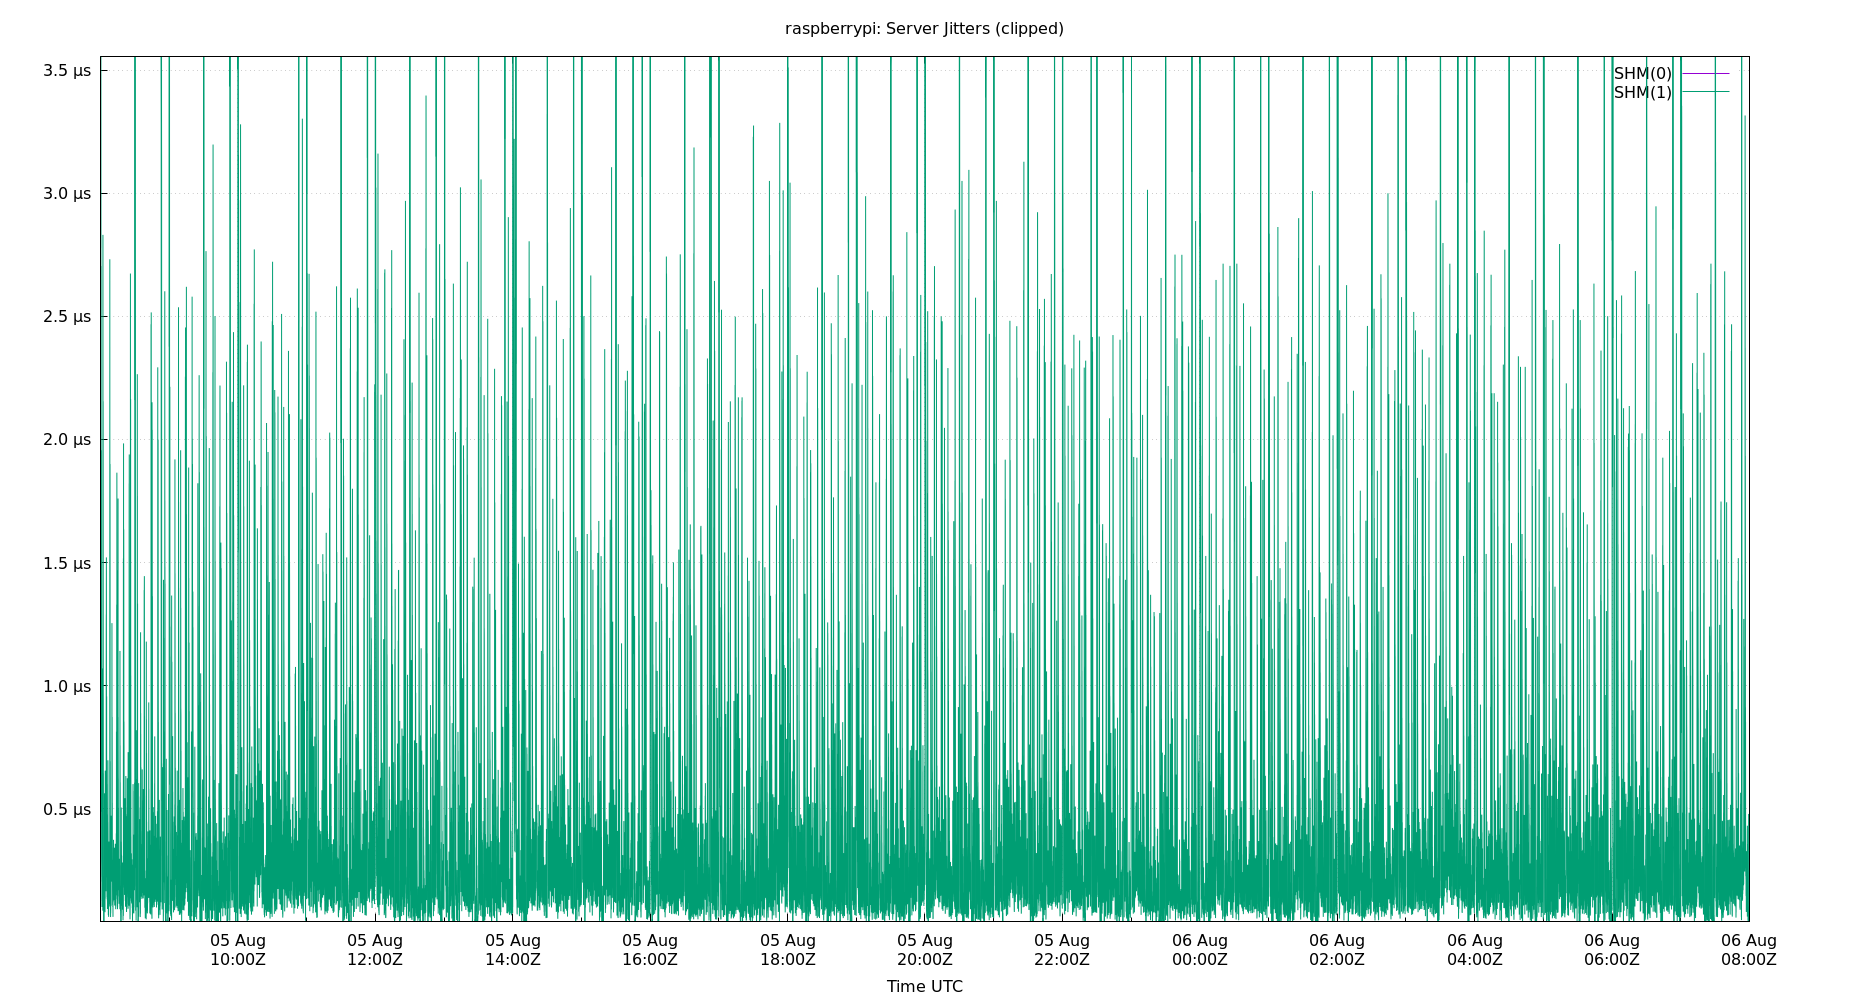 raspberrypi: Server Jitters (clipped)
3.5 µs
3.0 µs
2.5 µs
2.0 µs
1.5 µs
1.0 µs
0.5 µs
SHM(0)
SHM(1)
05 Aug 05 Aug 05 Aug 05 Aug 05 Aug 05 Aug 05 Aug 06 Aug 06 Aug 06 Aug 06 Aug 06 Aug
10:00Z 12:00Z 14:00Z 16:00Z 18:00Z 20:00Z 22:00Z 00:00Z 02:00Z 04:00Z 06:00Z 08:00Z
Time UTC